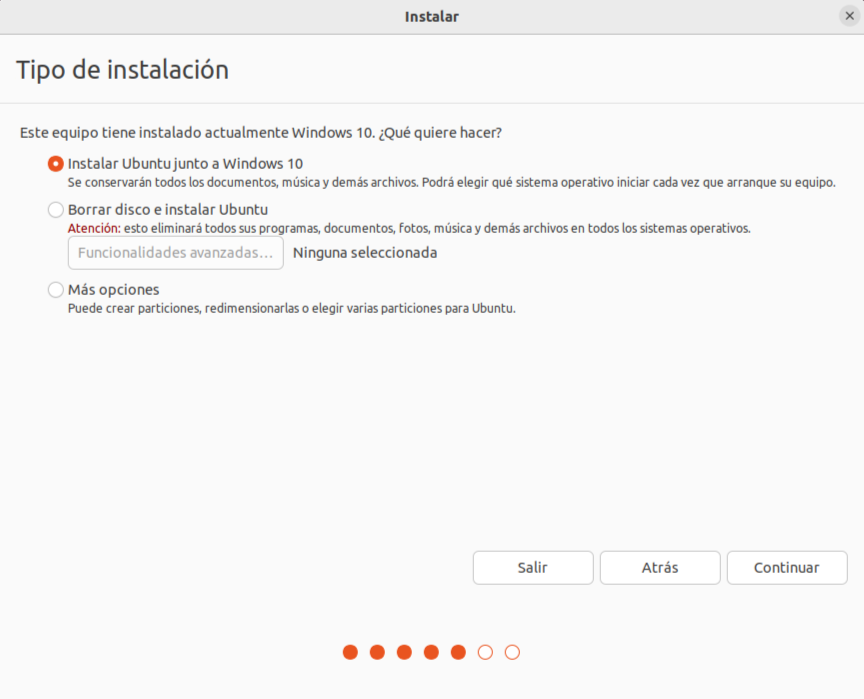 Instalar
Tipo de instalación
Este equipo tiene instalado actualmente Windows 10. ¿Qué quiere hacer?
Instalar Ubuntu junto a Windows 10
Se conservarán todos los documentos, música y demás archivos. Podrá elegir qué sistema operativo iniciar cada vez que arranque su equipo.
Borrar disco e instalar Ubuntu
Atención: esto eliminará todos sus programas, documentos, fotos, música y demás archivos en todos los sistemas operativos.
Funcionalidades avanzadas... Ninguna seleccionada
Más opciones
Puede crear particiones, redimensionarlas o elegir varias particiones para Ubuntu.
Salir Atrás Continuar